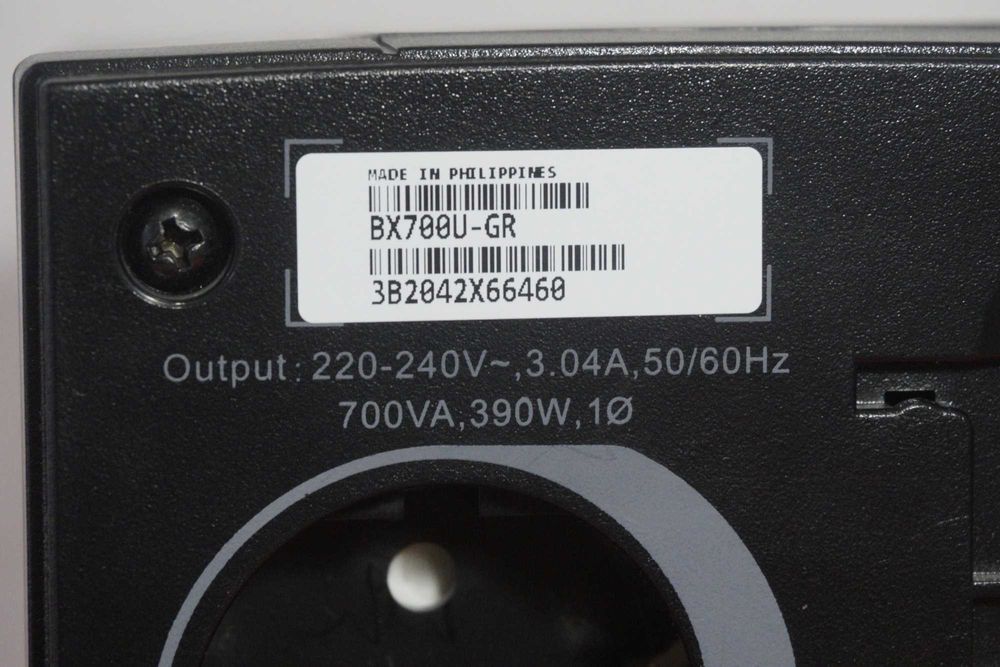 MADE IN PHILIPPINES
BX700U-GR
3B2042X66460
Output: 220-240V~,3.04A,50/60Hz
700VA,390W,1Ø